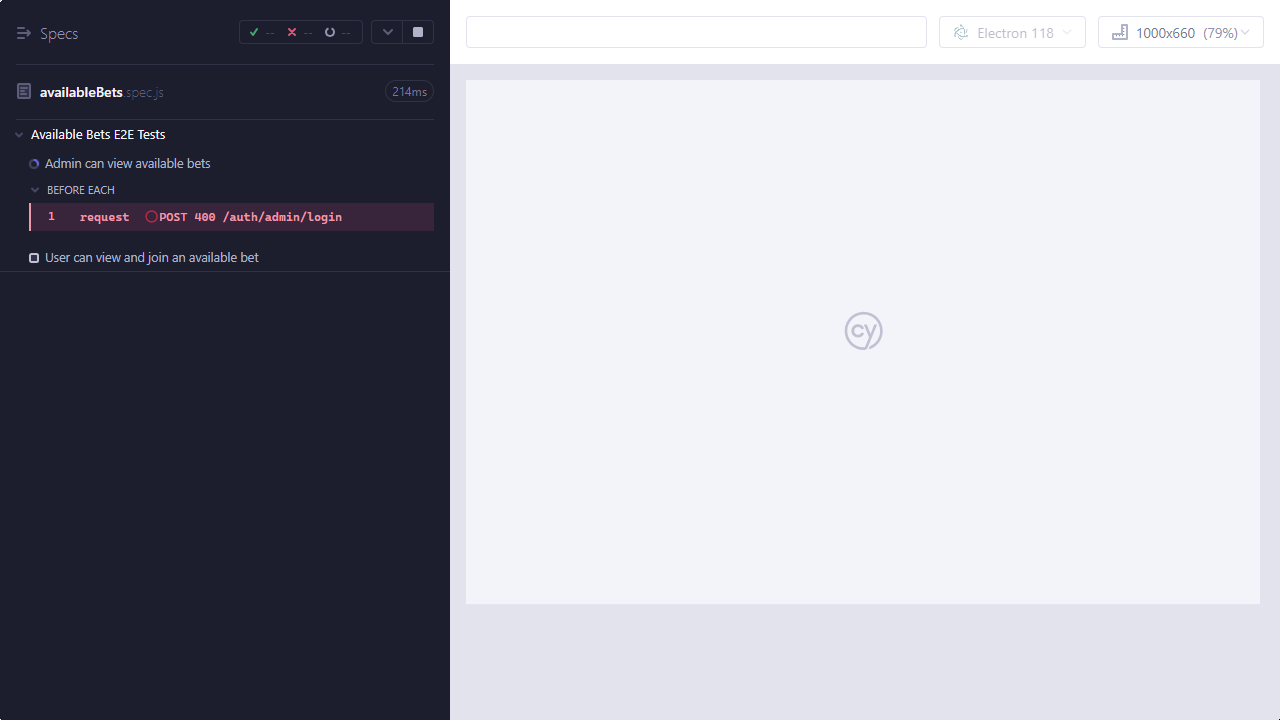 Specs
-- -- --
availableBets.spec.js 214ms
Available Bets E2E Tests
Admin can view available bets
BEFORE EACH
1 request POST 400 /auth/admin/login
User can view and join an available bet
Electron 118
1000x660 (79%)
cy